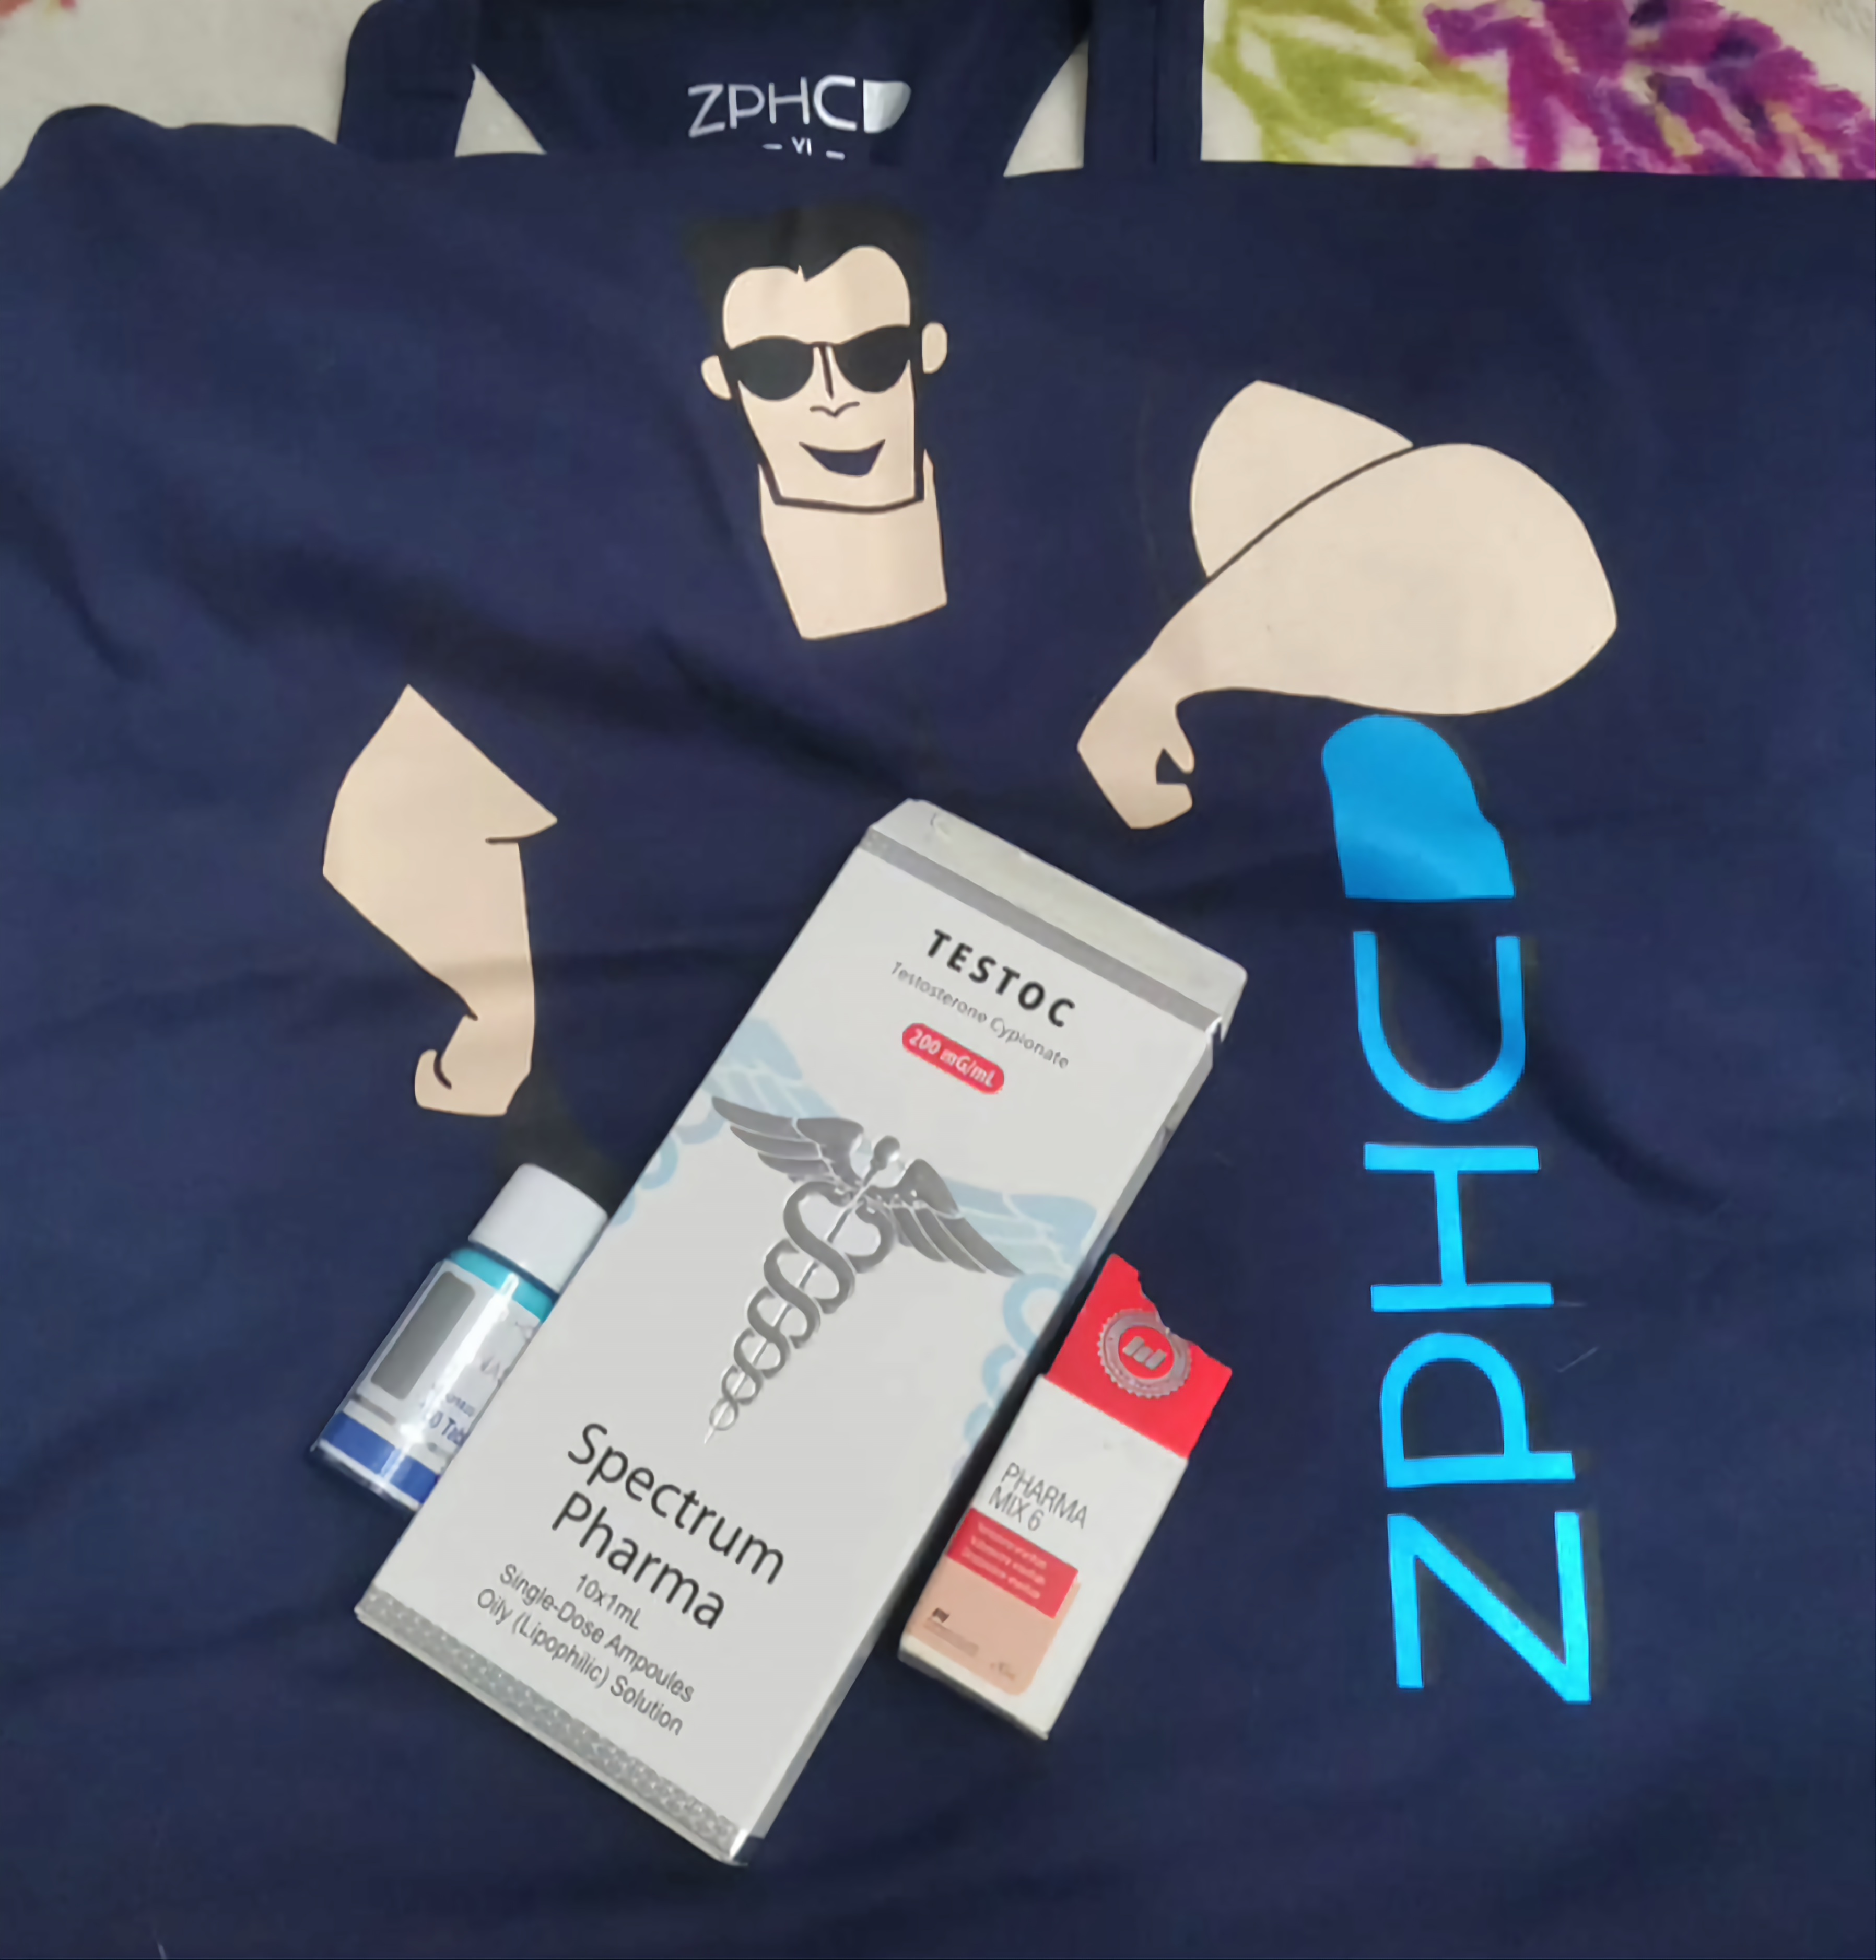 ZPHC
– VI –
TESTOC
Testosterone Cypionate
200 mG/mL
Spectrum
Pharma
10x1mL
Single-Dose Ampoules
Oily (Lipophilic) Solution
PHARMA
MIX 6
ZPHC